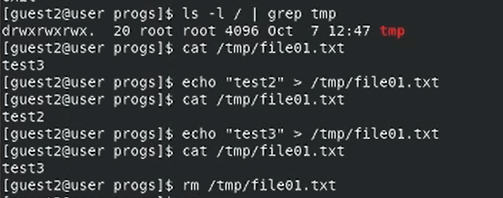 [guest2@user progs]$ ls -l / | grep tmp
drwxrwxrwx.  20 root root 4096 Oct  7 12:47 tmp
[guest2@user progs]$ cat /tmp/file01.txt
test3
[guest2@user progs]$ echo "test2" > /tmp/file01.txt
[guest2@user progs]$ cat /tmp/file01.txt
test2
[guest2@user progs]$ echo "test3" > /tmp/file01.txt
[guest2@user progs]$ cat /tmp/file01.txt
test3
[guest2@user progs]$ rm /tmp/file01.txt